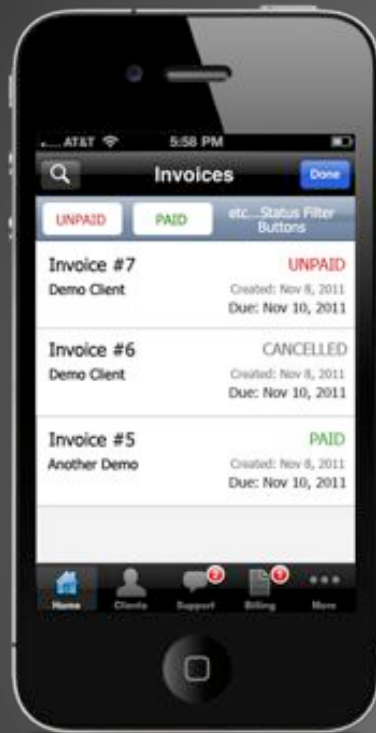 AT&T 5:58 PM
Invoices Done
UNPAID PAID etc...Status Filter
Buttons
Invoice #7 UNPAID
Demo Client Created: Nov 8, 2011
Due: Nov 10, 2011
Invoice #6 CANCELLED
Demo Client Created: Nov 8, 2011
Due: Nov 10, 2011
Invoice #5 PAID
Another Demo Created: Nov 8, 2011
Due: Nov 10, 2011
Home Clients Support Billing More